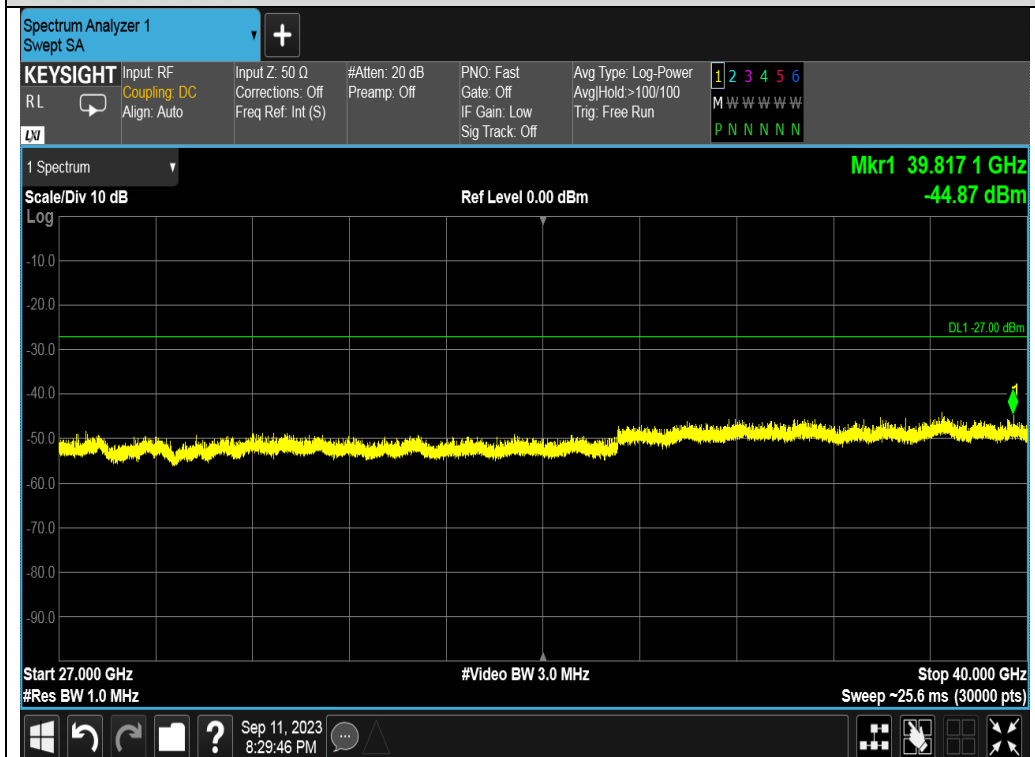 Spectrum Analyzer 1
Swept SA
+
KEYSIGHT
RL
LXI
Input: RF
Coupling: DC
Align: Auto
Input Z: 50 Ω
Corrections: Off
Freq Ref: Int (S)
#Atten: 20 dB
Preamp: Off
PNO: Fast
Gate: Off
IF Gain: Low
Sig Track: Off
Avg Type: Log-Power
Avg|Hold:>100/100
Trig: Free Run
1 2 3 4 5 6
M W W W W W
P N N N N N
1 Spectrum
Mkr1 39.817 1 GHz
Scale/Div 10 dB
Ref Level 0.00 dBm
-44.87 dBm
Log
-10.0
-20.0
DL1 -27.00 dBm
-30.0
-40.0
1
-50.0
-60.0
-70.0
-80.0
-90.0
Start 27.000 GHz
#Video BW 3.0 MHz
Stop 40.000 GHz
#Res BW 1.0 MHz
Sweep ~25.6 ms (30000 pts)
?
Sep 11, 2023
8:29:46 PM